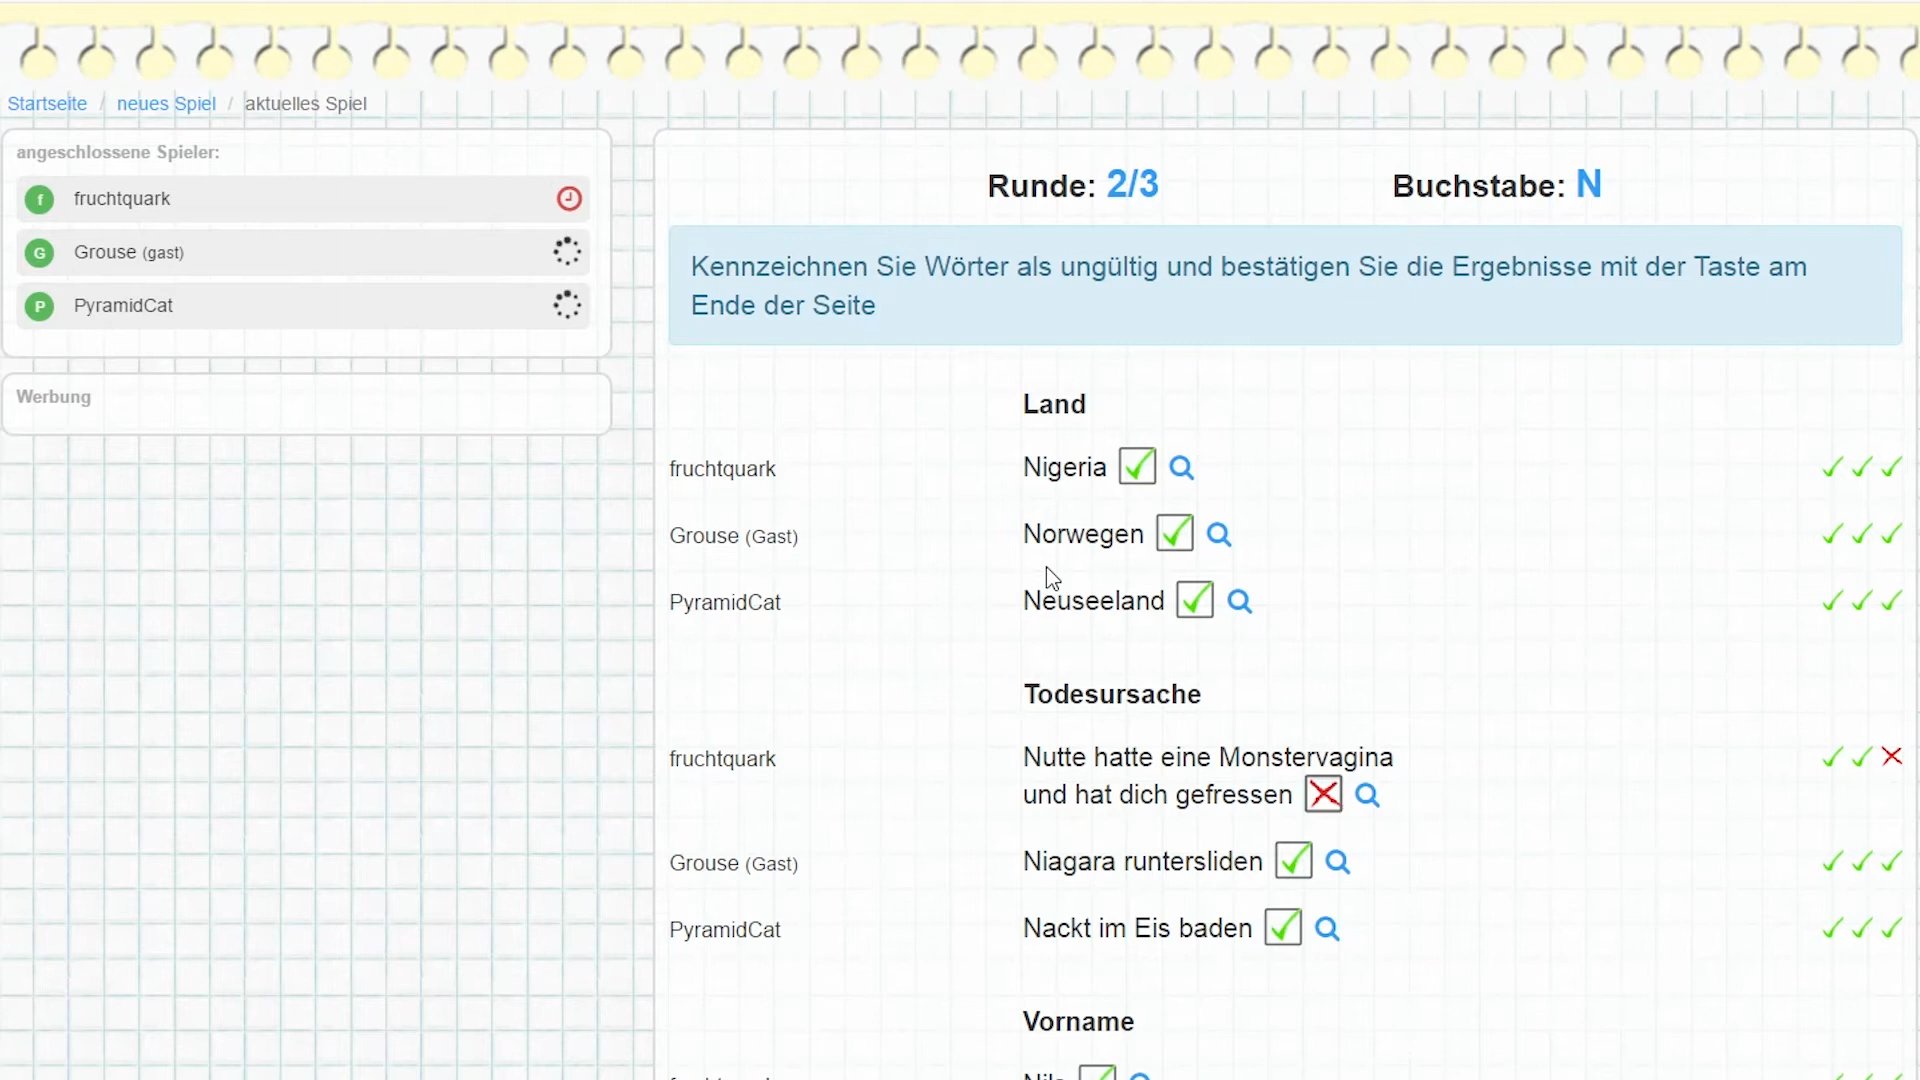 Startseite / neues Spiel / aktuelles Spiel
angeschlossene Spieler:
f fruchtquark
G Grouse (gast)
P PyramidCat
Werbung
Runde: 2/3 Buchstabe: N
Kennzeichnen Sie Wörter als ungültig und bestätigen Sie die Ergebnisse mit der Taste am
Ende der Seite
Land
fruchtquark Nigeria
Grouse (Gast) Norwegen
PyramidCat Neuseeland
Todesursache
fruchtquark Nutte hatte eine Monstervagina
und hat dich gefressen
Grouse (Gast) Niagara runtersliden
PyramidCat Nackt im Eis baden
Vorname